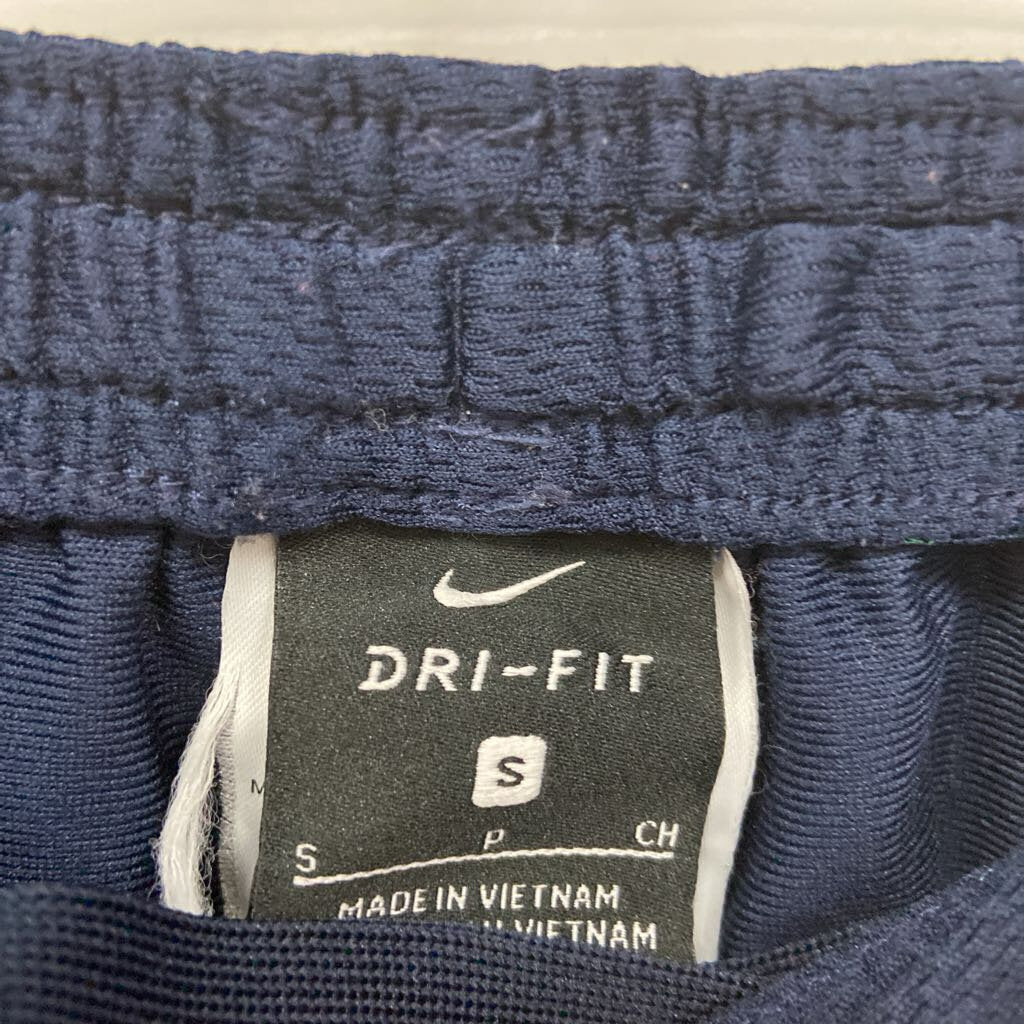 DRI-FIT
S
S P CH
MADE IN VIETNAM
VIETNAM
M